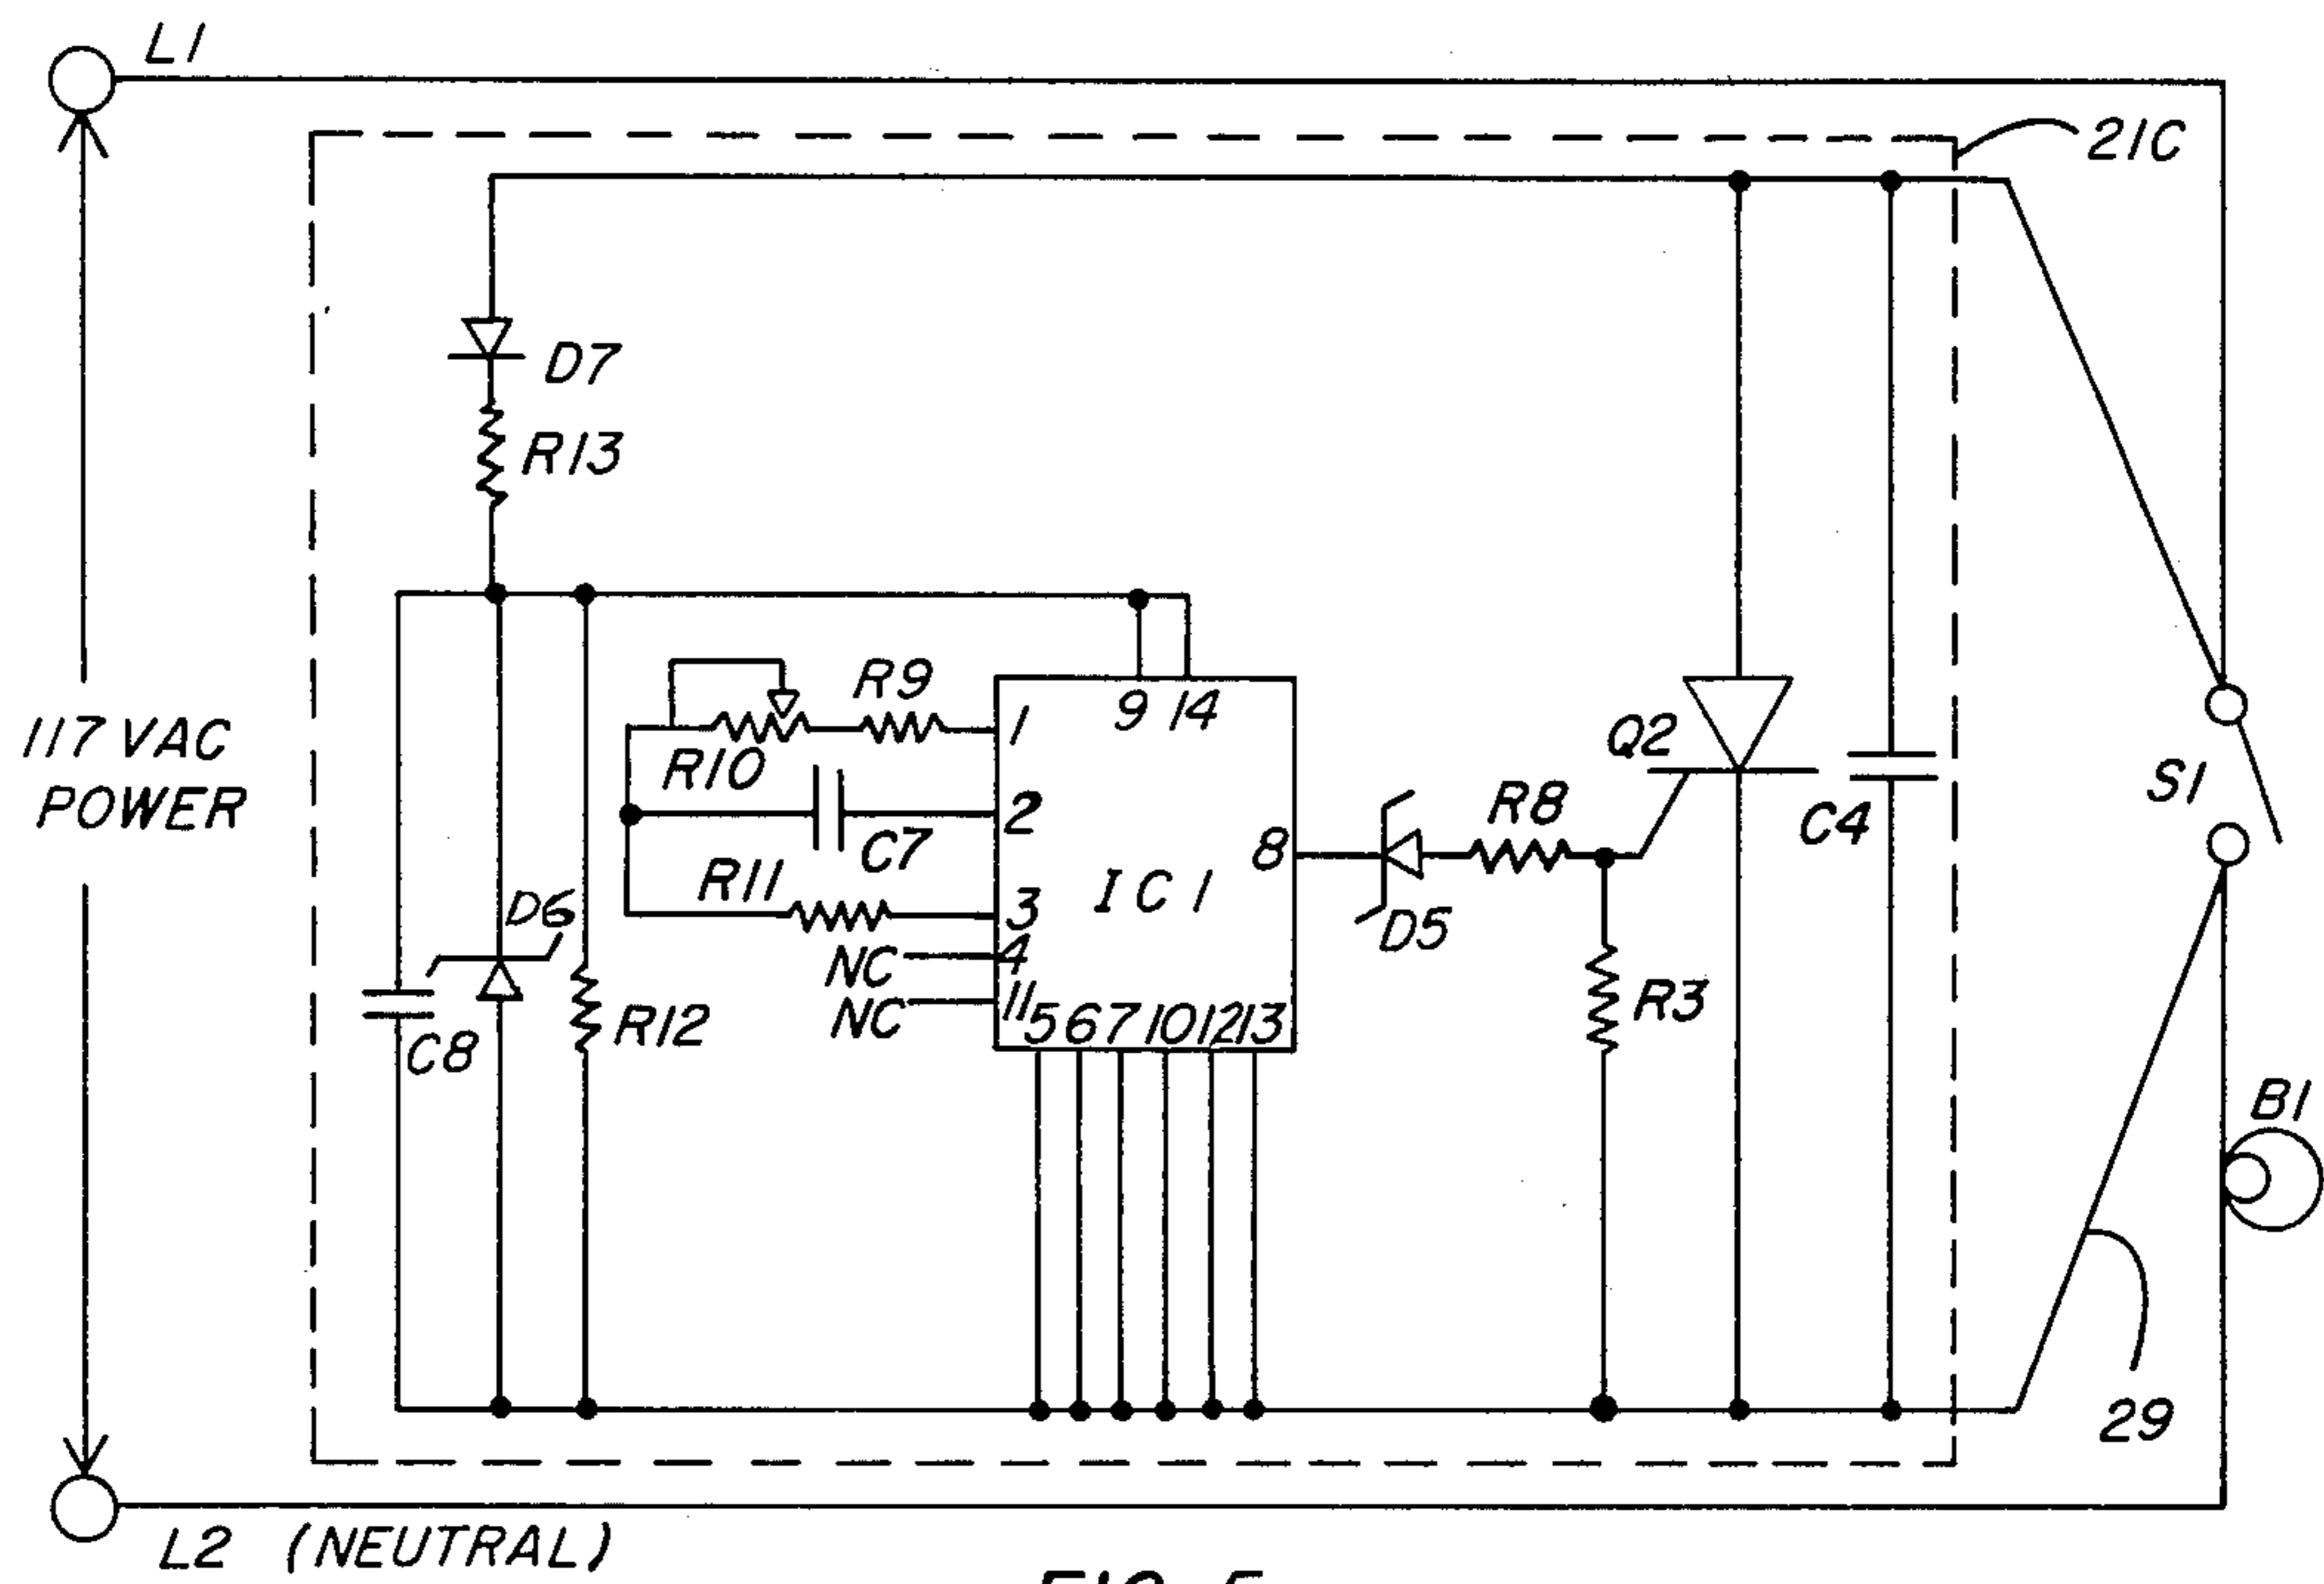 L1
21C
D7
R13
117 VAC
POWER
R9
R10
1
9 14
2
C7
R11
3
IC1
8
NC
4
NC
11
5 6 7 10 12 13
D6
C8
R12
D5
R8
Q2
R3
C4
S1
B1
29
L2 (NEUTRAL)